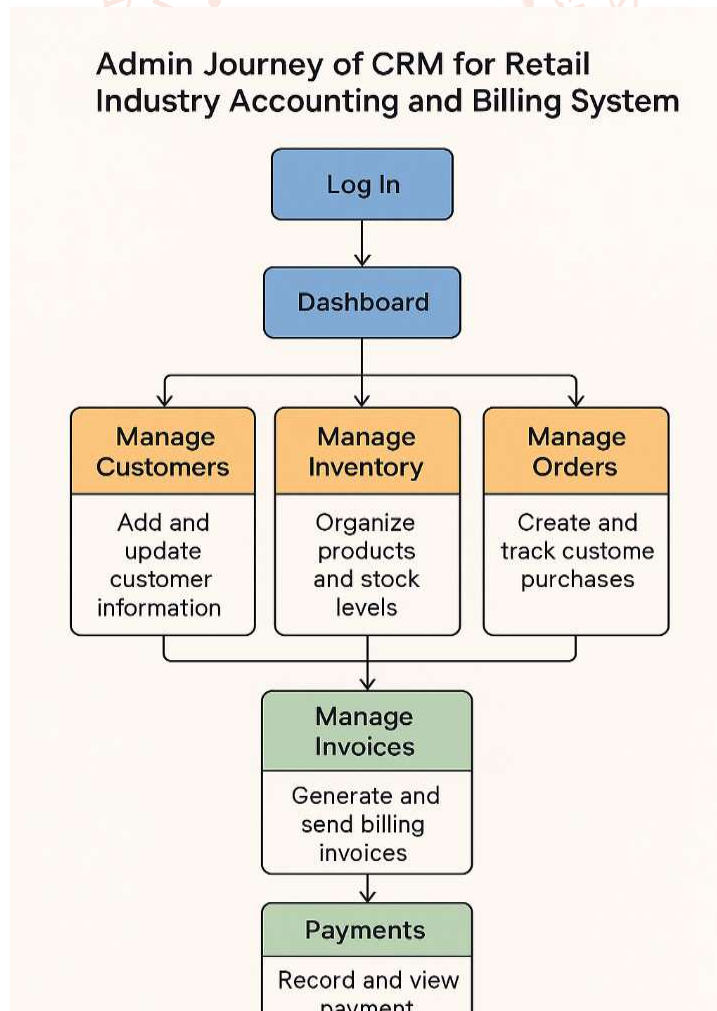 Admin Journey of CRM for Retail
Industry Accounting and Billing System
Log In
Dashboard
Manage
Customers
Add and
update
customer
information
Manage
Inventory
Organize
products
and stock
levels
Manage
Orders
Create and
track custome
purchases
Manage
Invoices
Generate and
send billing
invoices
Payments
Record and view
payment